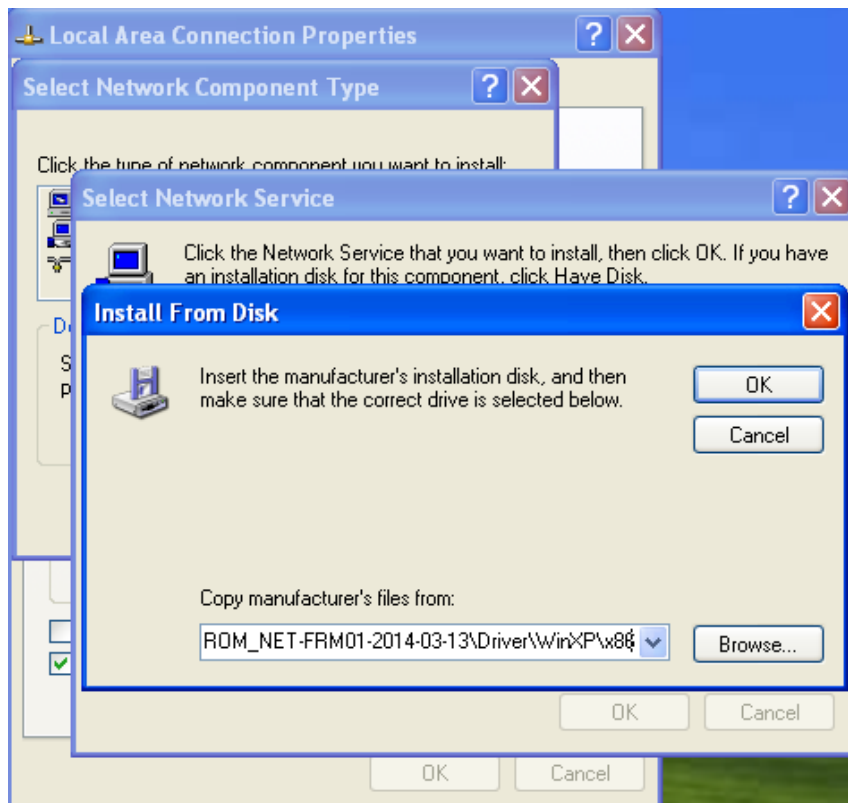 Local Area Connection Properties
Select Network Component Type
Click the type of network component you want to install:
Select Network Service
Click the Network Service that you want to install, then click OK. If you have
an installation disk for this component, click Have Disk.
Install From Disk
Insert the manufacturer's installation disk, and then
make sure that the correct drive is selected below.
OK
Cancel
Copy manufacturer's files from:
ROM_NET-FRM01-2014-03-13\Driver\WinXP\x86
Browse...
OK
Cancel
OK
Cancel